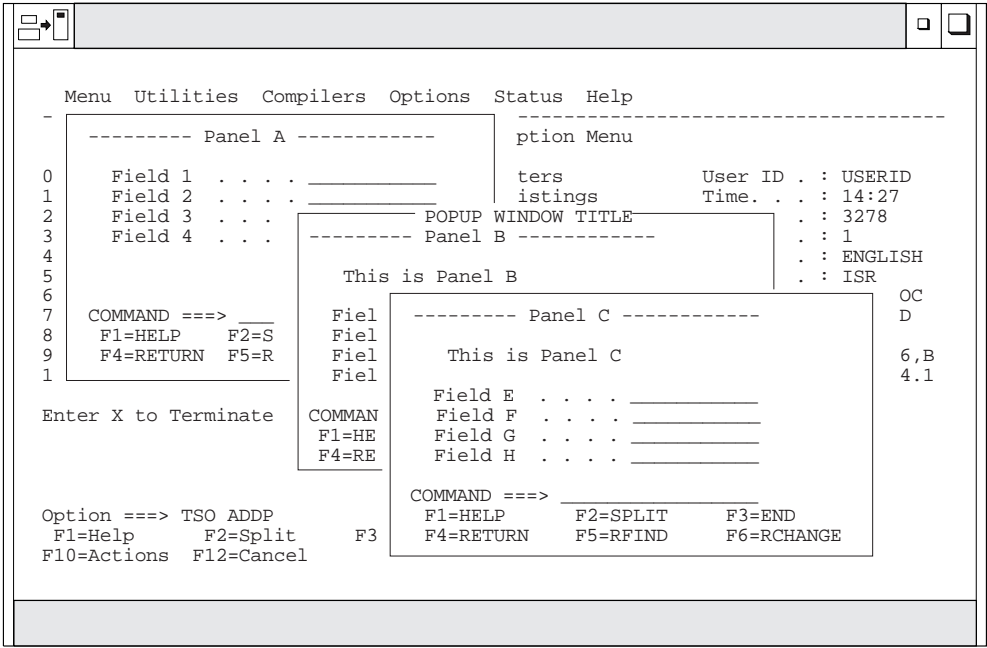 Menu Utilities Compilers Options Status Help
- ------------------------------------
--------- Panel A ------------ ption Menu
0 Field 1 . . . . ___________ ters User ID . : USERID
1 Field 2 . . . . ___________ istings Time. . . : 14:27
2 Field 3 . . . POPUP WINDOW TITLE . : 3278
3 Field 4 . . . --------- Panel B ------------ . : 1
4 . : ENGLISH
5 This is Panel B . : ISR
6 OC
7 COMMAND ===> ___ Fiel --------- Panel C ------------ D
8 F1=HELP F2=S Fiel
9 F4=RETURN F5=R Fiel This is Panel C 6,B
1 Fiel 4.1
Field E . . . . ___________
Enter X to Terminate COMMAN Field F . . . . ___________
F1=HE Field G . . . . ___________
F4=RE Field H . . . . ___________
COMMAND ===> _________________
Option ===> TSO ADDP F1=HELP F2=SPLIT F3=END
F1=Help F2=Split F3 F4=RETURN F5=RFIND F6=RCHANGE
F10=Actions F12=Cancel